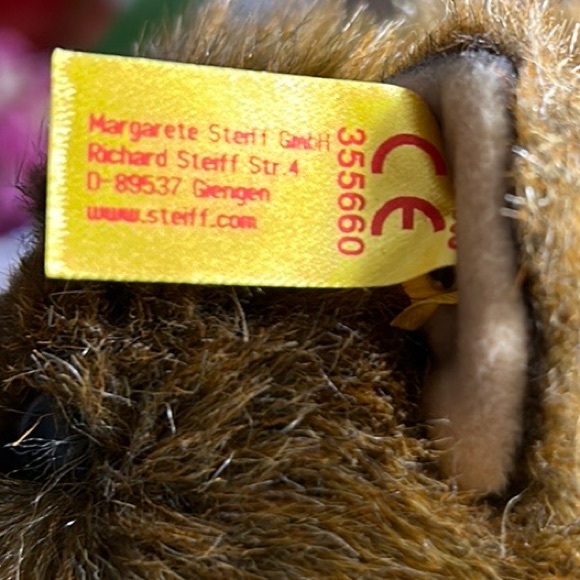 Margarete Steiff GmbH
Richard Steiff Str.4
D-89537 Giengen
www.steiff.com
355660
CE